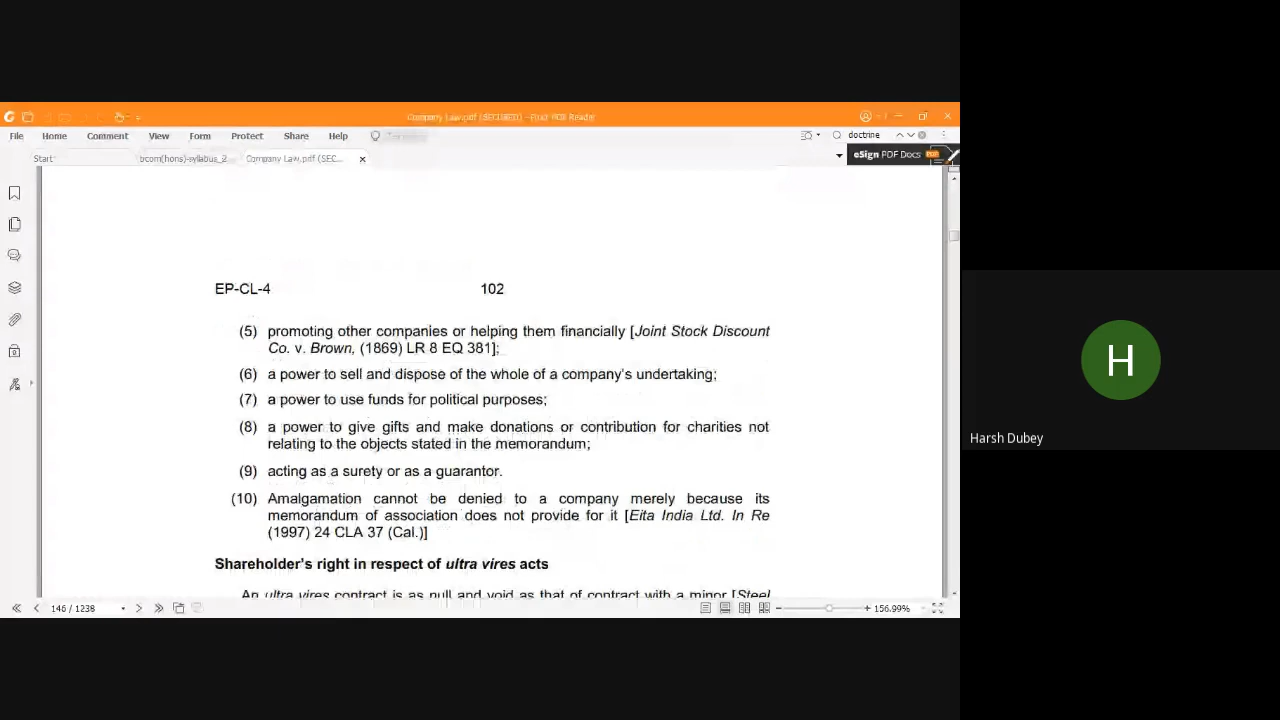 Company Law.pdf (SECURED) - Foxit PDF Reader
File Home Comment View Form Protect Share Help
doctrine
Start bcom(hons)-syllabus_2 Company Law.pdf (SEC...
eSign PDF Docs
EP-CL-4 102
(5) promoting other companies or helping them financially [Joint Stock Discount
Co. v. Brown, (1869) LR 8 EQ 381];
(6) a power to sell and dispose of the whole of a company's undertaking;
(7) a power to use funds for political purposes;
(8) a power to give gifts and make donations or contribution for charities not
relating to the objects stated in the memorandum;
(9) acting as a surety or as a guarantor.
(10) Amalgamation cannot be denied to a company merely because its
memorandum of association does not provide for it [Eita India Ltd. In Re
(1997) 24 CLA 37 (Cal.)]
Shareholder's right in respect of ultra vires acts
An ultra vires contract is as null and void as that of contract with a minor [Steel
146 / 1238
156.99%
H
Harsh Dubey